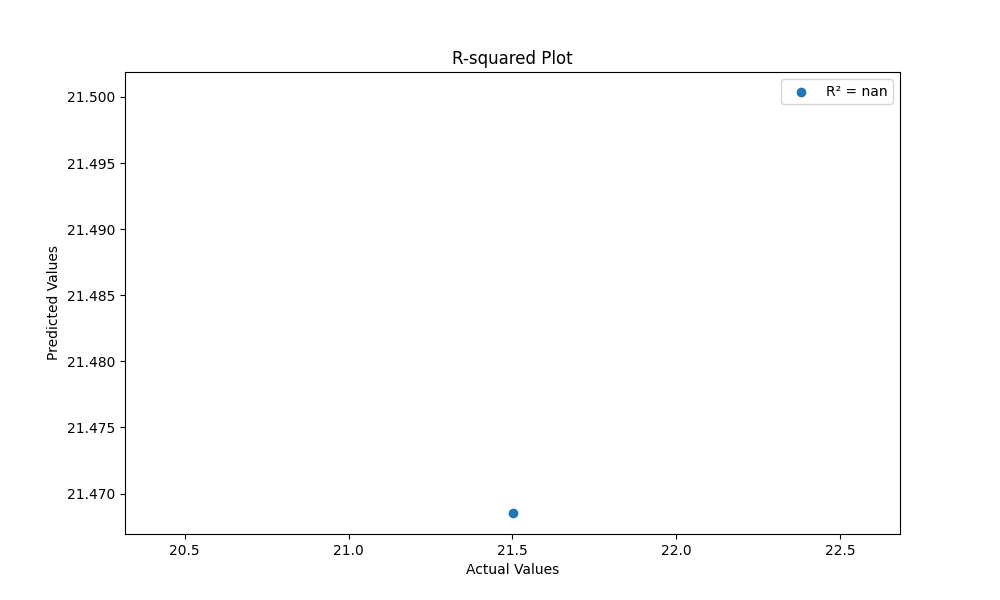 R-squared Plot
R² = nan
21.500
21.495
21.490
21.485
21.480
21.475
21.470
Predicted Values
20.5 21.0 21.5 22.0 22.5
Actual Values